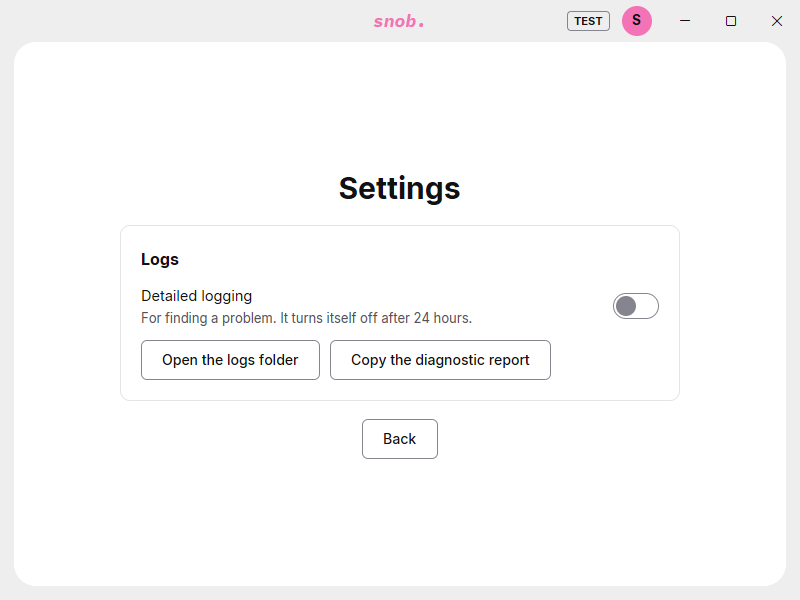 snob.
TEST
S
Settings
Logs
Detailed logging
For finding a problem. It turns itself off after 24 hours.
Open the logs folder
Copy the diagnostic report
Back